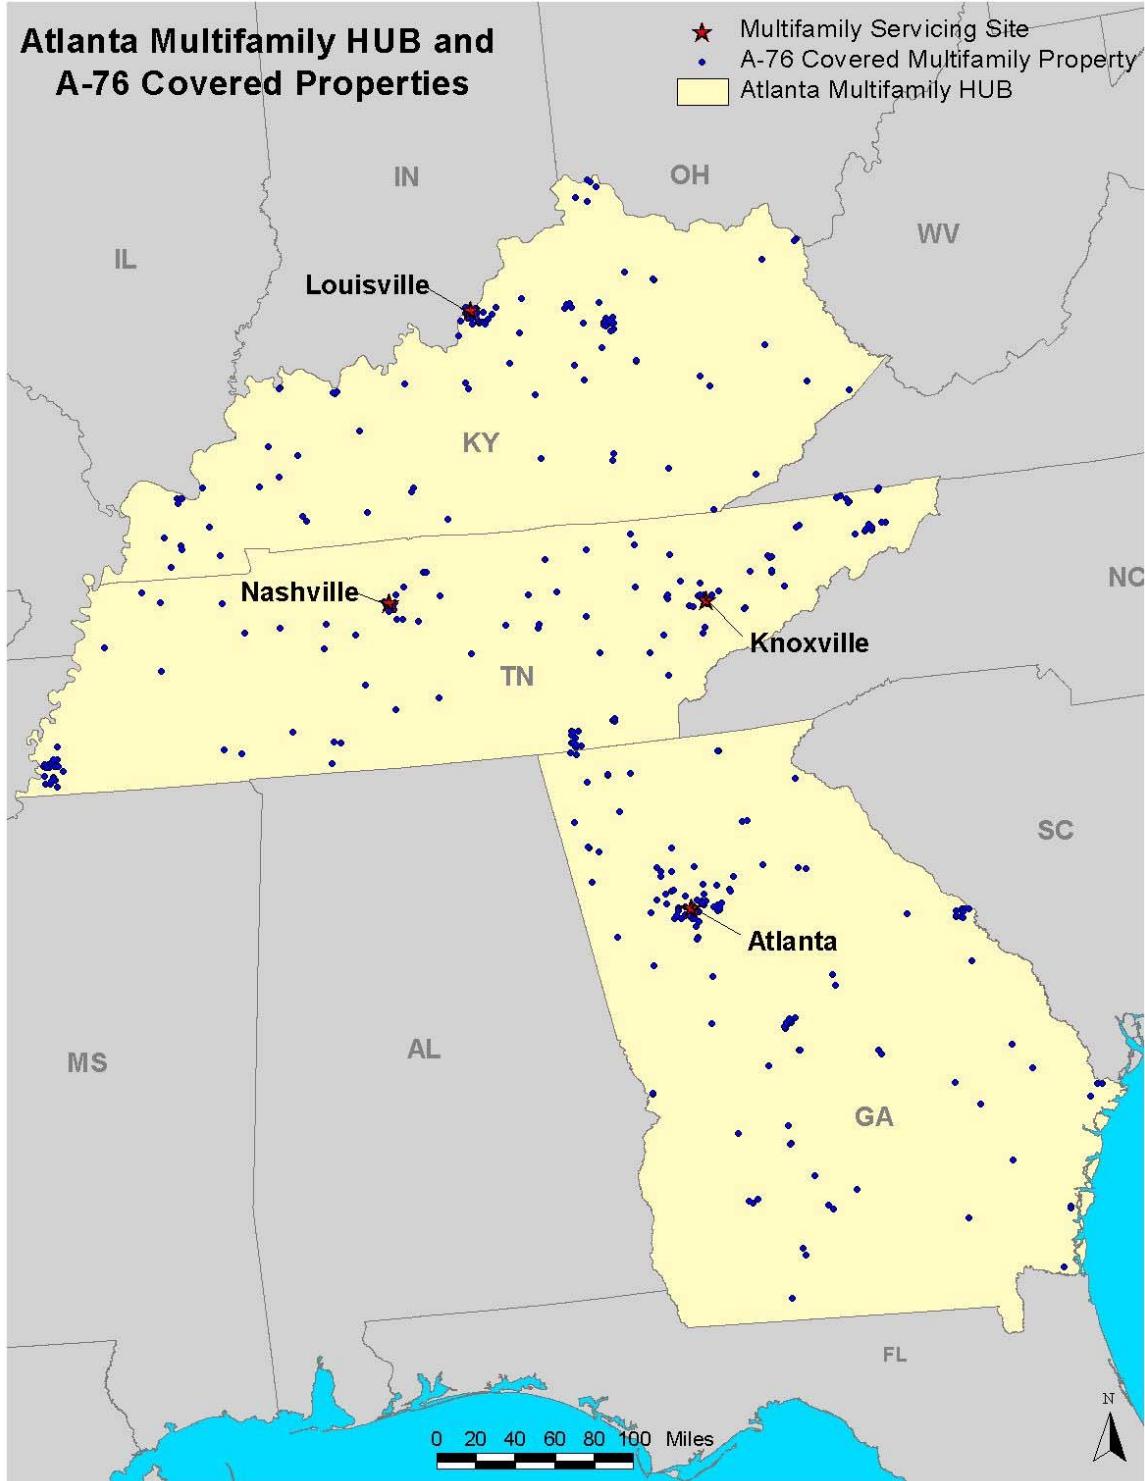 Atlanta Multifamily HUB and
A-76 Covered Properties
Multifamily Servicing Site
A-76 Covered Multifamily Property
Atlanta Multifamily HUB
IN
OH
WV
IL
Louisville
KY
Nashville
NC
Knoxville
TN
SC
Atlanta
MS
AL
GA
FL
N
0 20 40 60 80 100 Miles